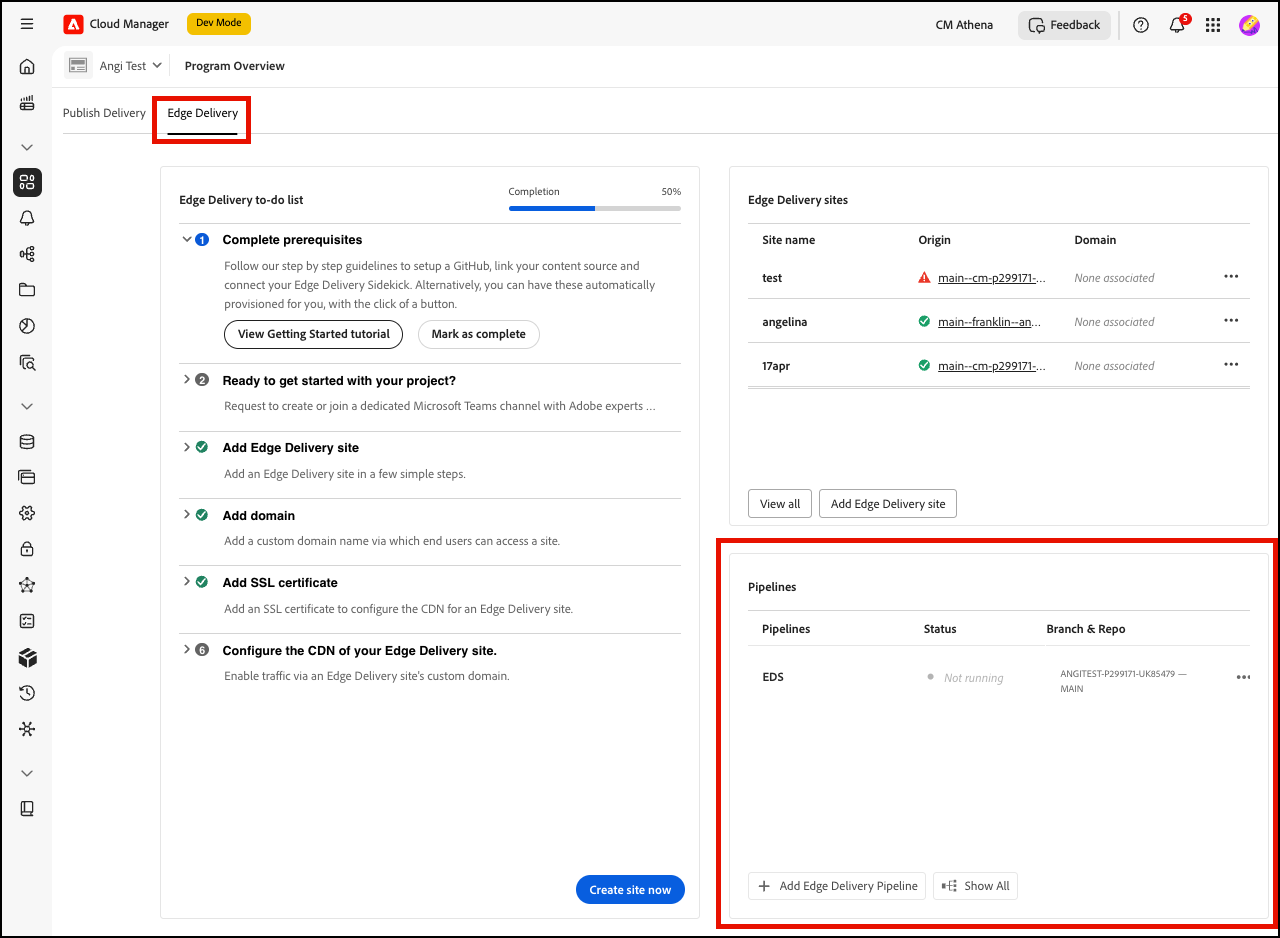 Cloud Manager
Dev Mode
CM Athena
Feedback
5
Angi Test
Program Overview
Publish Delivery
Edge Delivery
Edge Delivery to-do list
Completion
50%
1 Complete prerequisites
Follow our step by step guidelines to setup a GitHub, link your content source and
connect your Edge Delivery Sidekick. Alternatively, you can have these automatically
provisioned for you, with the click of a button.
View Getting Started tutorial
Mark as complete
2 Ready to get started with your project?
Request to create or join a dedicated Microsoft Teams channel with Adobe experts ...
Add Edge Delivery site
Add an Edge Delivery site in a few simple steps.
Add domain
Add a custom domain name via which end users can access a site.
Add SSL certificate
Add an SSL certificate to configure the CDN for an Edge Delivery site.
6 Configure the CDN of your Edge Delivery site.
Enable traffic via an Edge Delivery site's custom domain.
Create site now
Edge Delivery sites
Site name Origin Domain
test main--cm-p299171-... None associated
angelina main--franklin--an... None associated
17apr main--cm-p299171-... None associated
View all
Add Edge Delivery site
Pipelines
Pipelines Status Branch & Repo
EDS Not running ANGITEST-P299171-UK85479 —
MAIN
Add Edge Delivery Pipeline
Show All